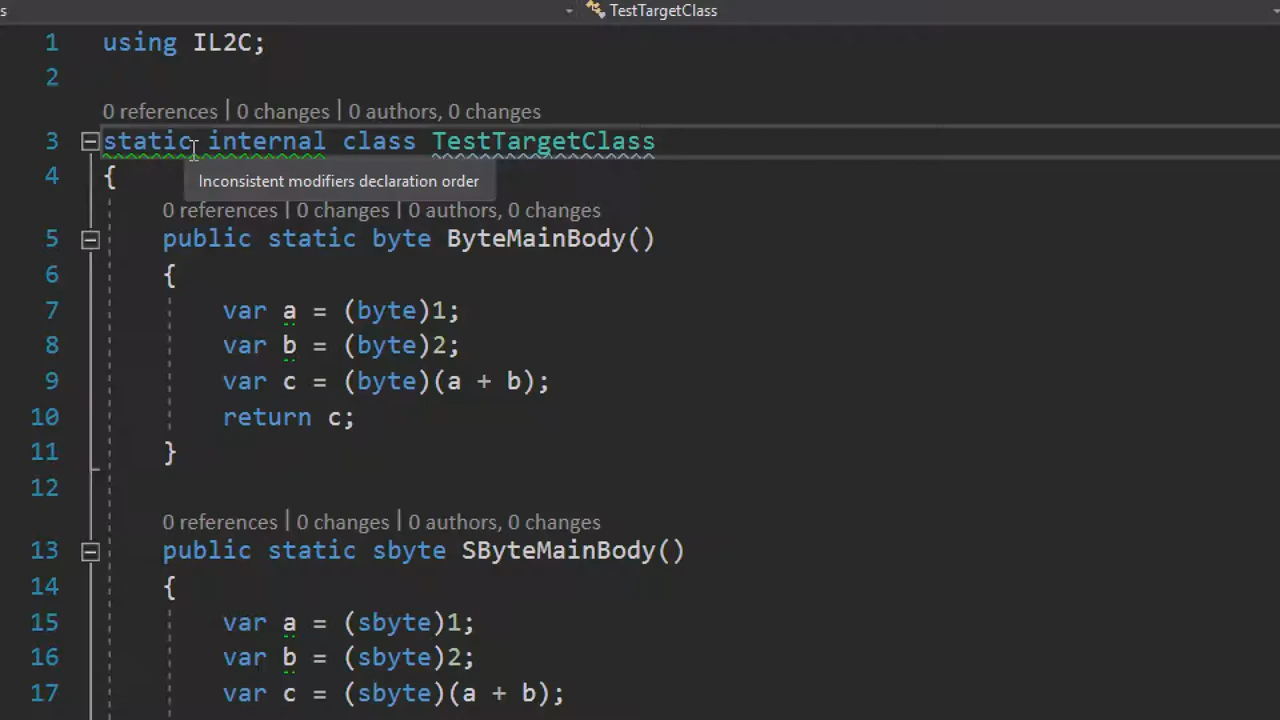 s TestTargetClass
1 using IL2C;
2
0 references | 0 changes | 0 authors, 0 changes
3 static internal class TestTargetClass
4 {
Inconsistent modifiers declaration order
0 references | 0 changes | 0 authors, 0 changes
5 public static byte ByteMainBody()
6 {
7 var a = (byte)1;
8 var b = (byte)2;
9 var c = (byte)(a + b);
10 return c;
11 }
12
0 references | 0 changes | 0 authors, 0 changes
13 public static sbyte SByteMainBody()
14 {
15 var a = (sbyte)1;
16 var b = (sbyte)2;
17 var c = (sbyte)(a + b);